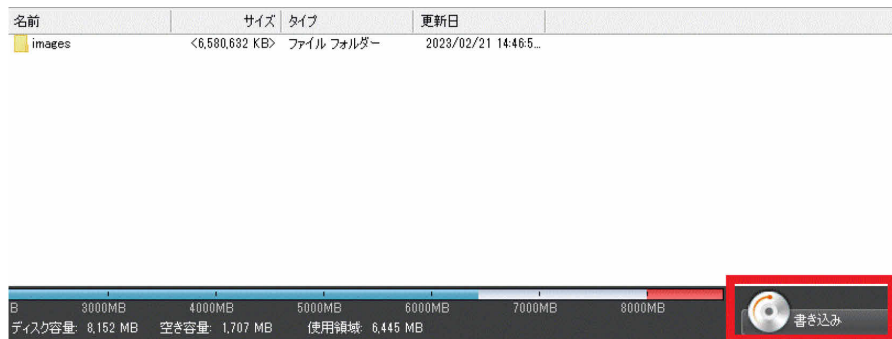 名前 サイズ タイプ 更新日
images <6,580,632 KB> ファイル フォルダー 2023/02/21 14:46:5...
B 3000MB 4000MB 5000MB 6000MB 7000MB 8000MB
ディスク容量: 8,152 MB 空き容量: 1,707 MB 使用領域: 6,445 MB
書き込み